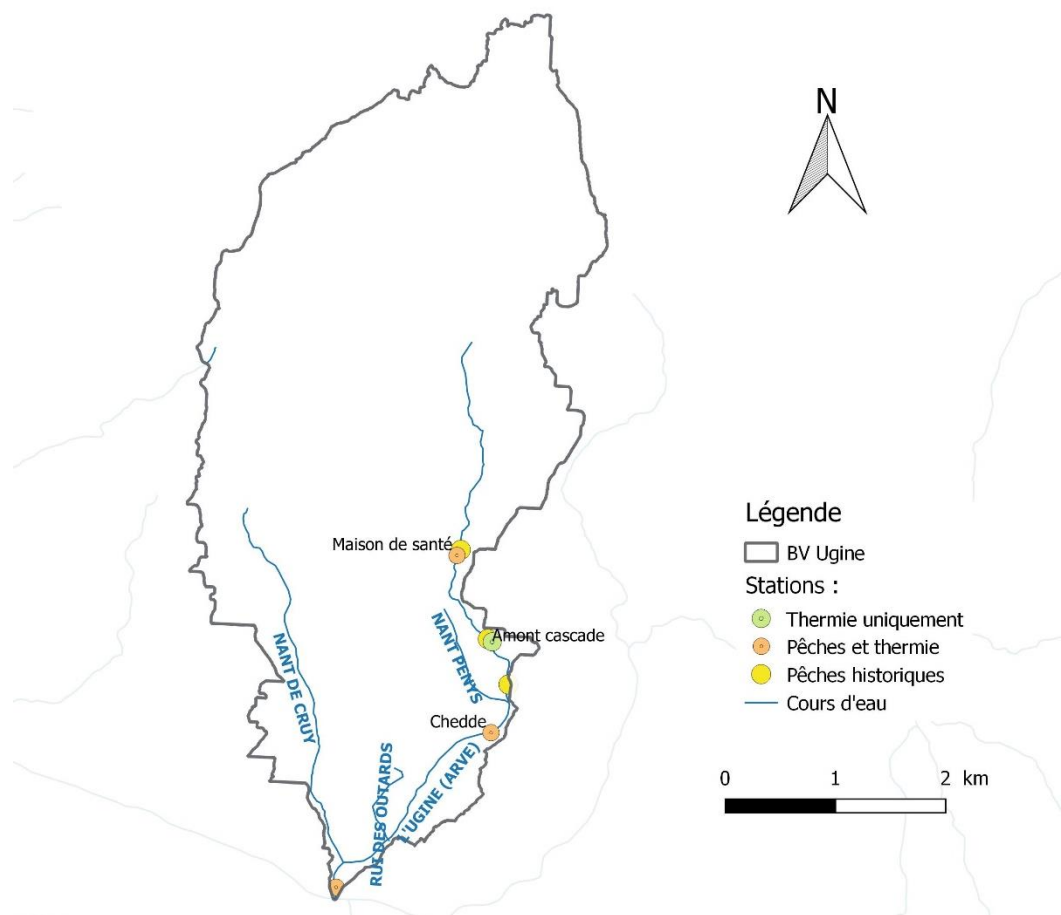 N
Maison de santé
Amont cascade
NANT PENYS
NANT DE CRUY
Chedde
RUI DES OUTARDS
L'UGINE (ARVE)
Légende
BV Ugine
Stations :
Thermie uniquement
Pêches et thermie
Pêches historiques
Cours d'eau
0 1 2 km